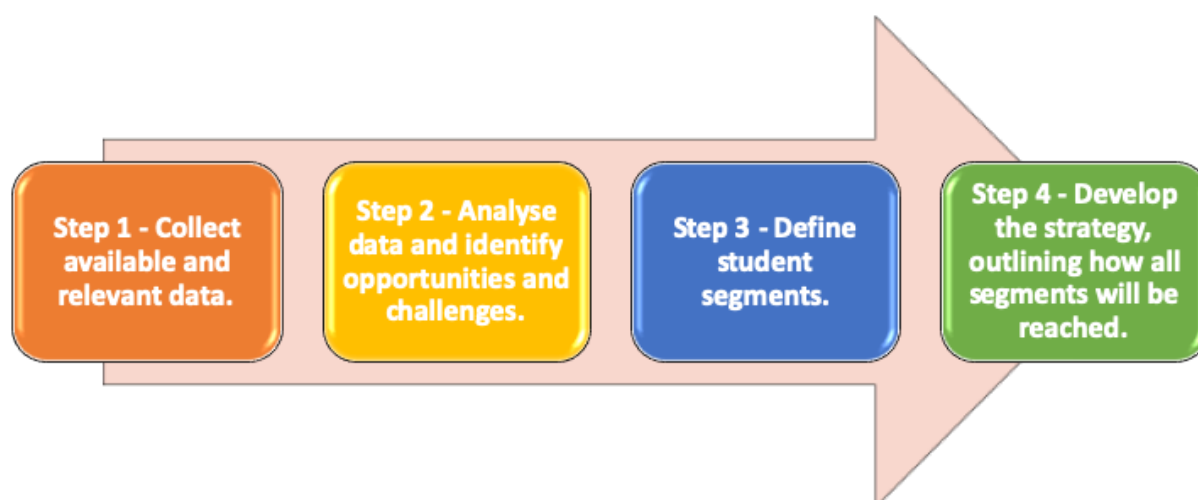 Step 1 - Collect
available and
relevant data.
Step 2 - Analyse
data and identify
opportunities and
challenges.
Step 3 - Define
student
segments.
Step 4 - Develop
the strategy,
outlining how all
segments will be
reached.